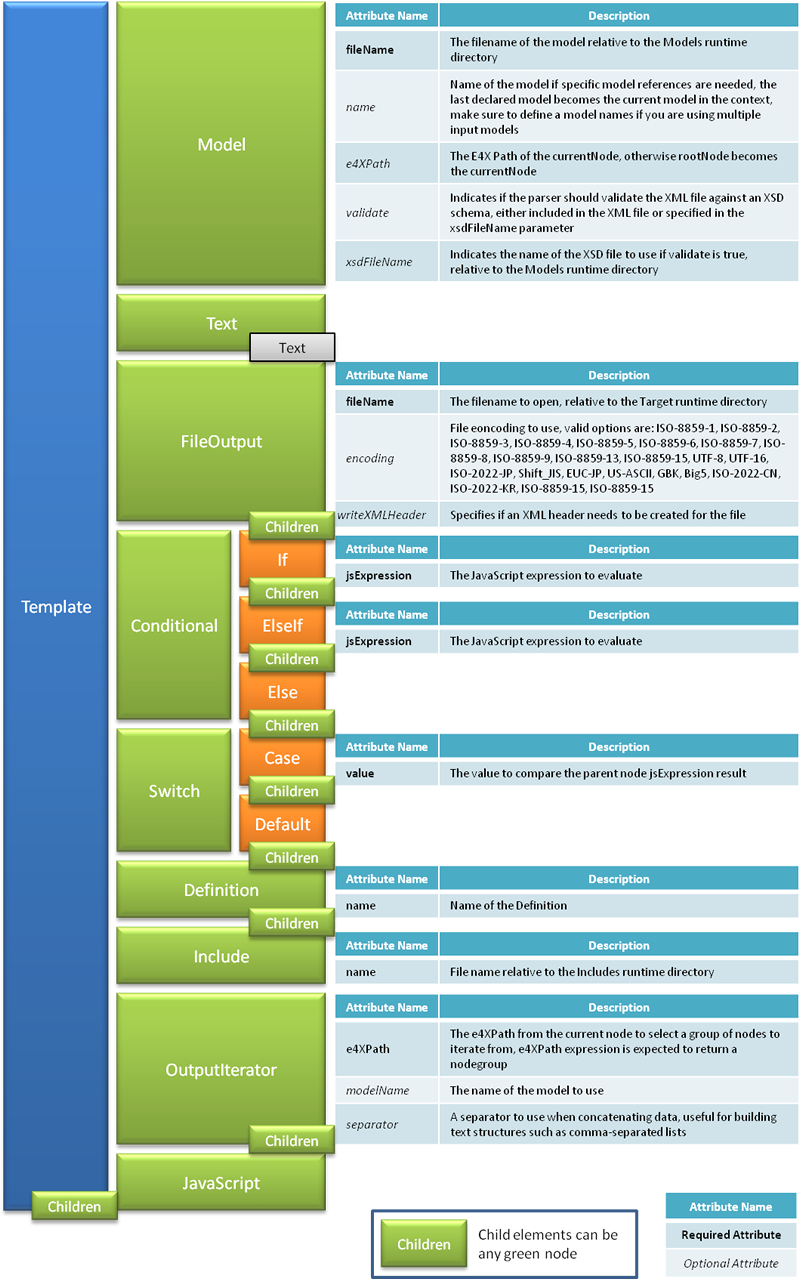 Template
Children
Model
Attribute Name Description
fileName The filename of the model relative to the Models runtime
directory
name Name of the model if specific model references are needed, the
last declared model becomes the current model in the context,
make sure to define a model names if you are using multiple
input models
e4XPath The E4X Path of the currentNode, otherwise rootNode becomes
the currentNode
validate Indicates if the parser should validate the XML file against an XSD
schema, either included in the XML file or specified in the
xsdFileName parameter
xsdFileName Indicates the name of the XSD file to use if validate is true,
relative to the Models runtime directory
Text
Text
FileOutput
Attribute Name Description
fileName The filename to open, relative to the Target runtime directory
encoding File eoncoding to use, valid options are: ISO-8859-1, ISO-8859-2,
ISO-8859-3, ISO-8859-4, ISO-8859-5, ISO-8859-6, ISO-8859-7, ISO-
8859-8, ISO-8859-9, ISO-8859-13, ISO-8859-15, UTF-8, UTF-16,
ISO-2022-JP, Shift_JIS, EUC-JP, US-ASCII, GBK, Big5, ISO-2022-CN,
ISO-2022-KR, ISO-8859-15, ISO-8859-15
writeXMLHeader Specifies if an XML header needs to be created for the file
Children
Conditional
If
Attribute Name Description
jsExpression The JavaScript expression to evaluate
Children
ElseIf
Attribute Name Description
jsExpression The JavaScript expression to evaluate
Children
Else
Children
Switch
Case
Attribute Name Description
value The value to compare the parent node jsExpression result
Children
Default
Children
Definition
Attribute Name Description
name Name of the Definition
Children
Include
Attribute Name Description
name File name relative to the Includes runtime directory
OutputIterator
Attribute Name Description
e4XPath The e4XPath from the current node to select a group of nodes to
iterate from, e4XPath expression is expected to return a
nodegroup
modelName The name of the model to use
separator A separator to use when concatenating data, useful for building
text structures such as comma-separated lists
Children
JavaScript
Children Child elements can be
any green node
Attribute Name
Required Attribute
Optional Attribute